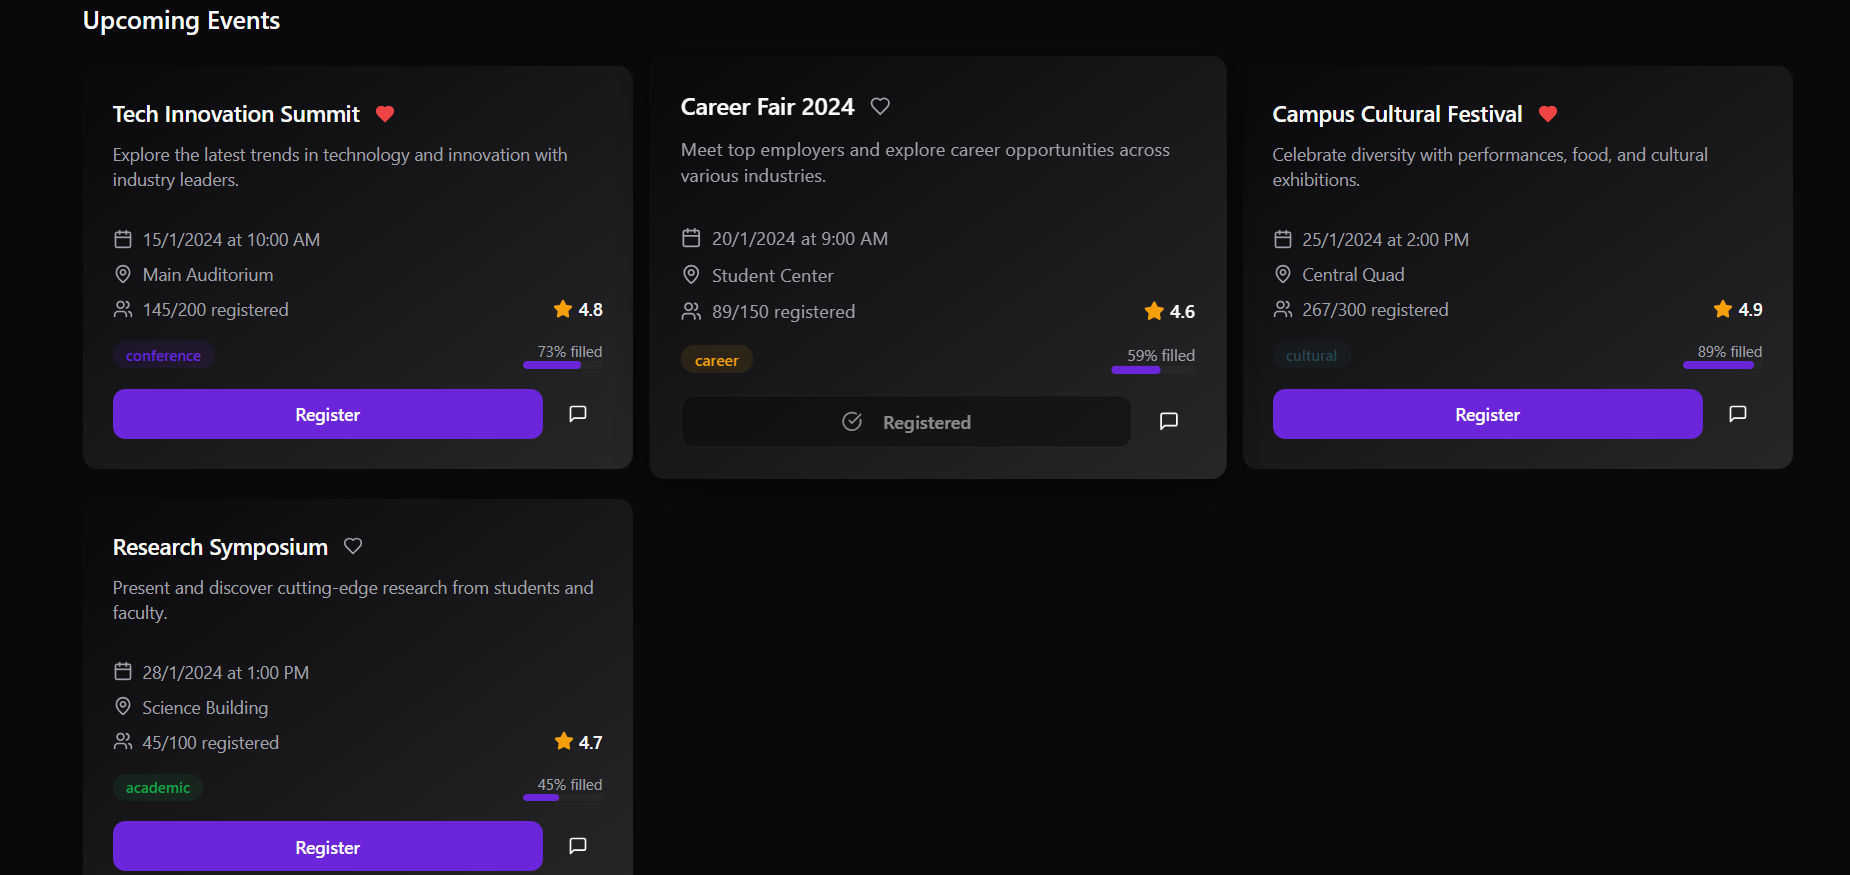 Upcoming Events
Tech Innovation Summit
Explore the latest trends in technology and innovation with
industry leaders.
15/1/2024 at 10:00 AM
Main Auditorium
145/200 registered
4.8
conference
73% filled
Register
Career Fair 2024
Meet top employers and explore career opportunities across
various industries.
20/1/2024 at 9:00 AM
Student Center
89/150 registered
4.6
career
59% filled
Registered
Campus Cultural Festival
Celebrate diversity with performances, food, and cultural
exhibitions.
25/1/2024 at 2:00 PM
Central Quad
267/300 registered
4.9
cultural
89% filled
Register
Research Symposium
Present and discover cutting-edge research from students and
faculty.
28/1/2024 at 1:00 PM
Science Building
45/100 registered
4.7
academic
45% filled
Register